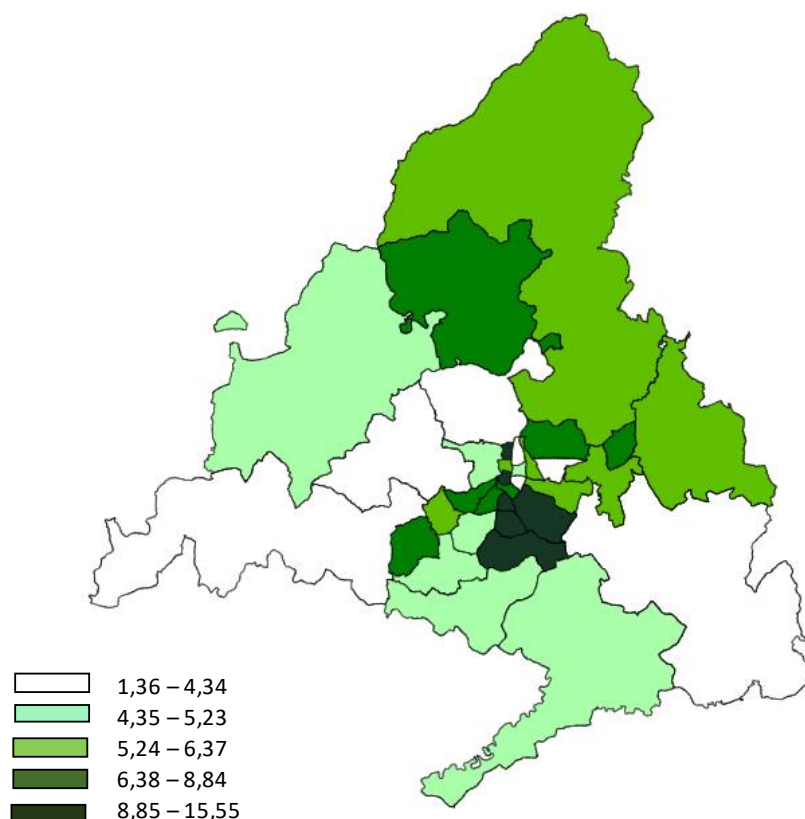 1,36 – 4,34
4,35 – 5,23
5,24 – 6,37
6,38 – 8,84
8,85 – 15,55